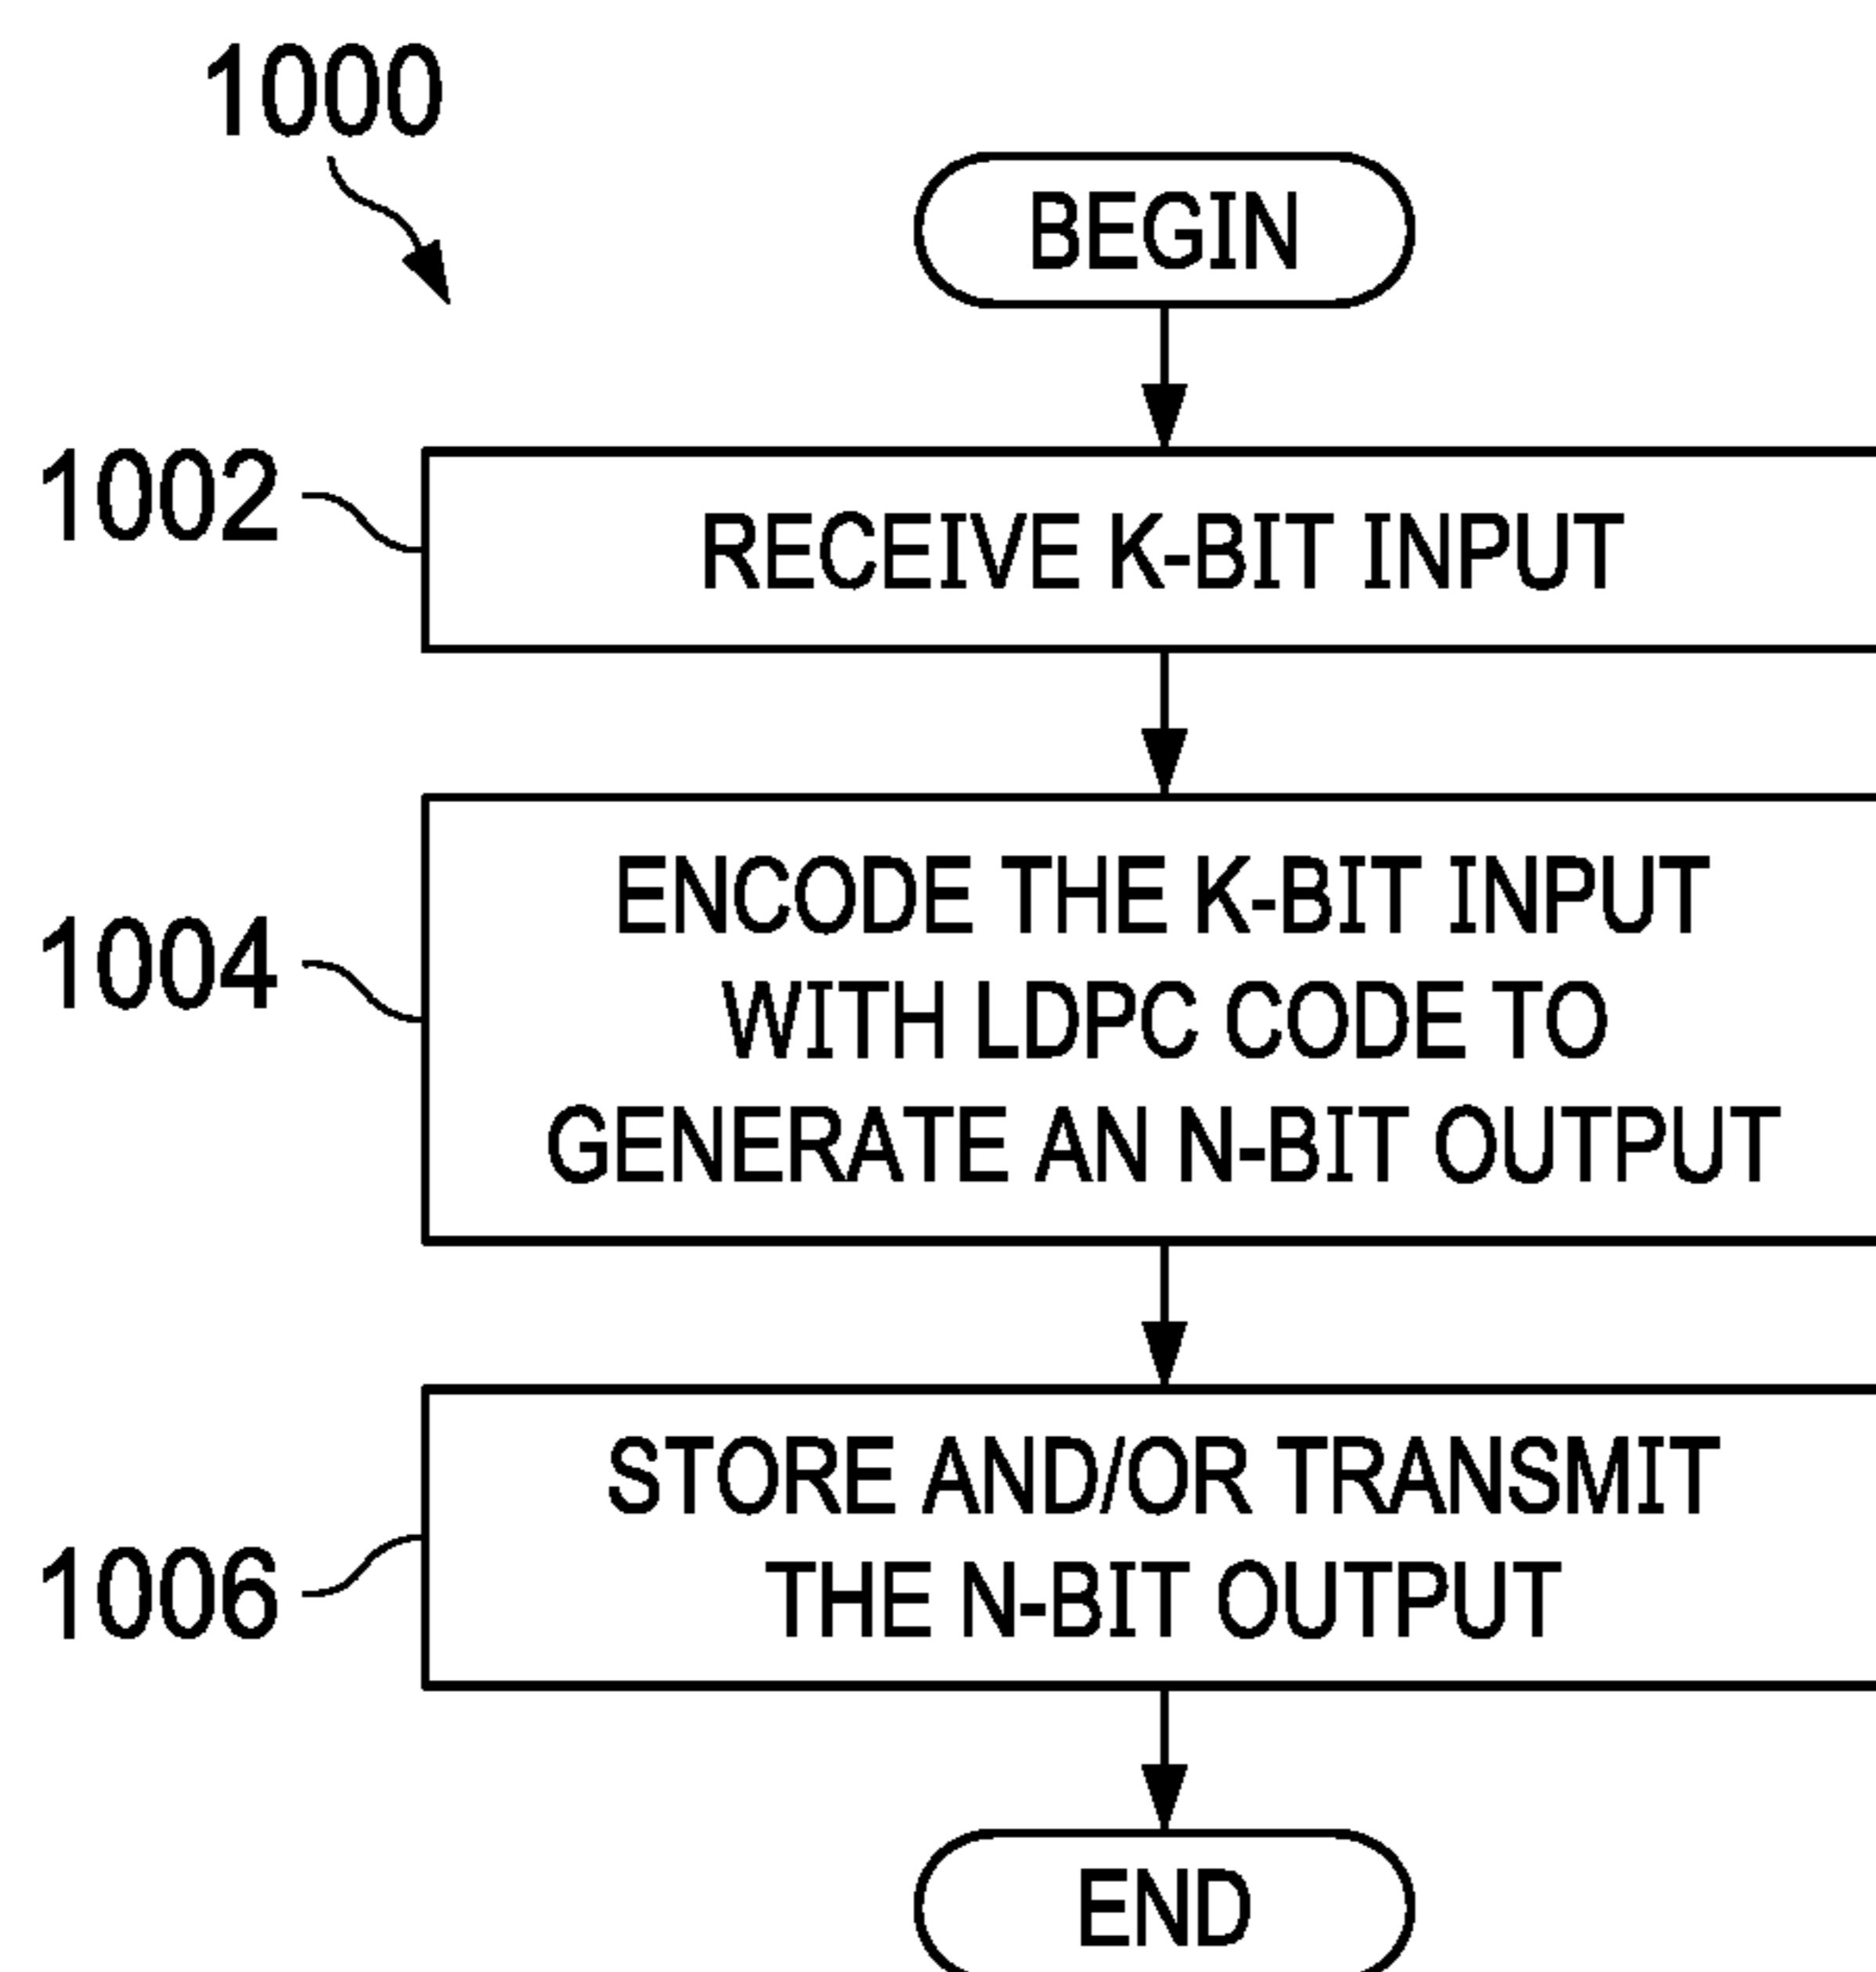 1000
BEGIN
1002
RECEIVE K-BIT INPUT
1004
ENCODE THE K-BIT INPUT
WITH LDPC CODE TO
GENERATE AN N-BIT OUTPUT
1006
STORE AND/OR TRANSMIT
THE N-BIT OUTPUT
END